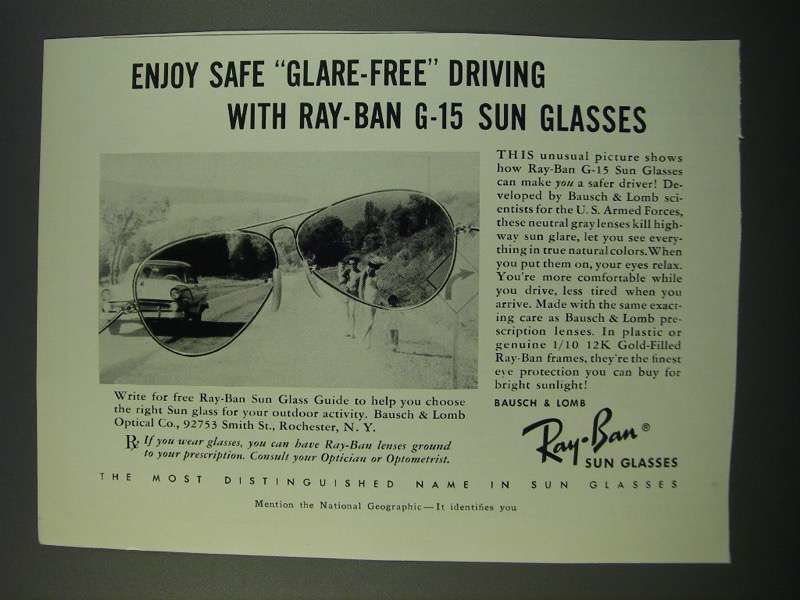 ENJOY SAFE "GLARE-FREE" DRIVING
WITH RAY-BAN G-15 SUN GLASSES
THIS unusual picture shows
how Ray-Ban G-15 Sun Glasses
can make you a safer driver! De-
veloped by Bausch & Lomb sci-
entists for the U. S. Armed Forces,
these neutral gray lenses kill high-
way sun glare, let you see every-
thing in true natural colors. When
you put them on, your eyes relax.
You're more comfortable while
you drive, less tired when you
arrive. Made with the same exact-
ing care as Bausch & Lomb pre-
scription lenses. In plastic or
genuine 1/10 12K Gold-Filled
Ray-Ban frames, they're the finest
eye protection you can buy for
bright sunlight!
Write for free Ray-Ban Sun Glass Guide to help you choose
the right Sun glass for your outdoor activity. Bausch & Lomb
Optical Co., 92753 Smith St., Rochester, N. Y.
℞ If you wear glasses, you can have Ray-Ban lenses ground
to your prescription. Consult your Optician or Optometrist.
BAUSCH & LOMB
Ray-Ban®
SUN GLASSES
THE MOST DISTINGUISHED NAME IN SUN GLASSES
Mention the National Geographic—It identifies you